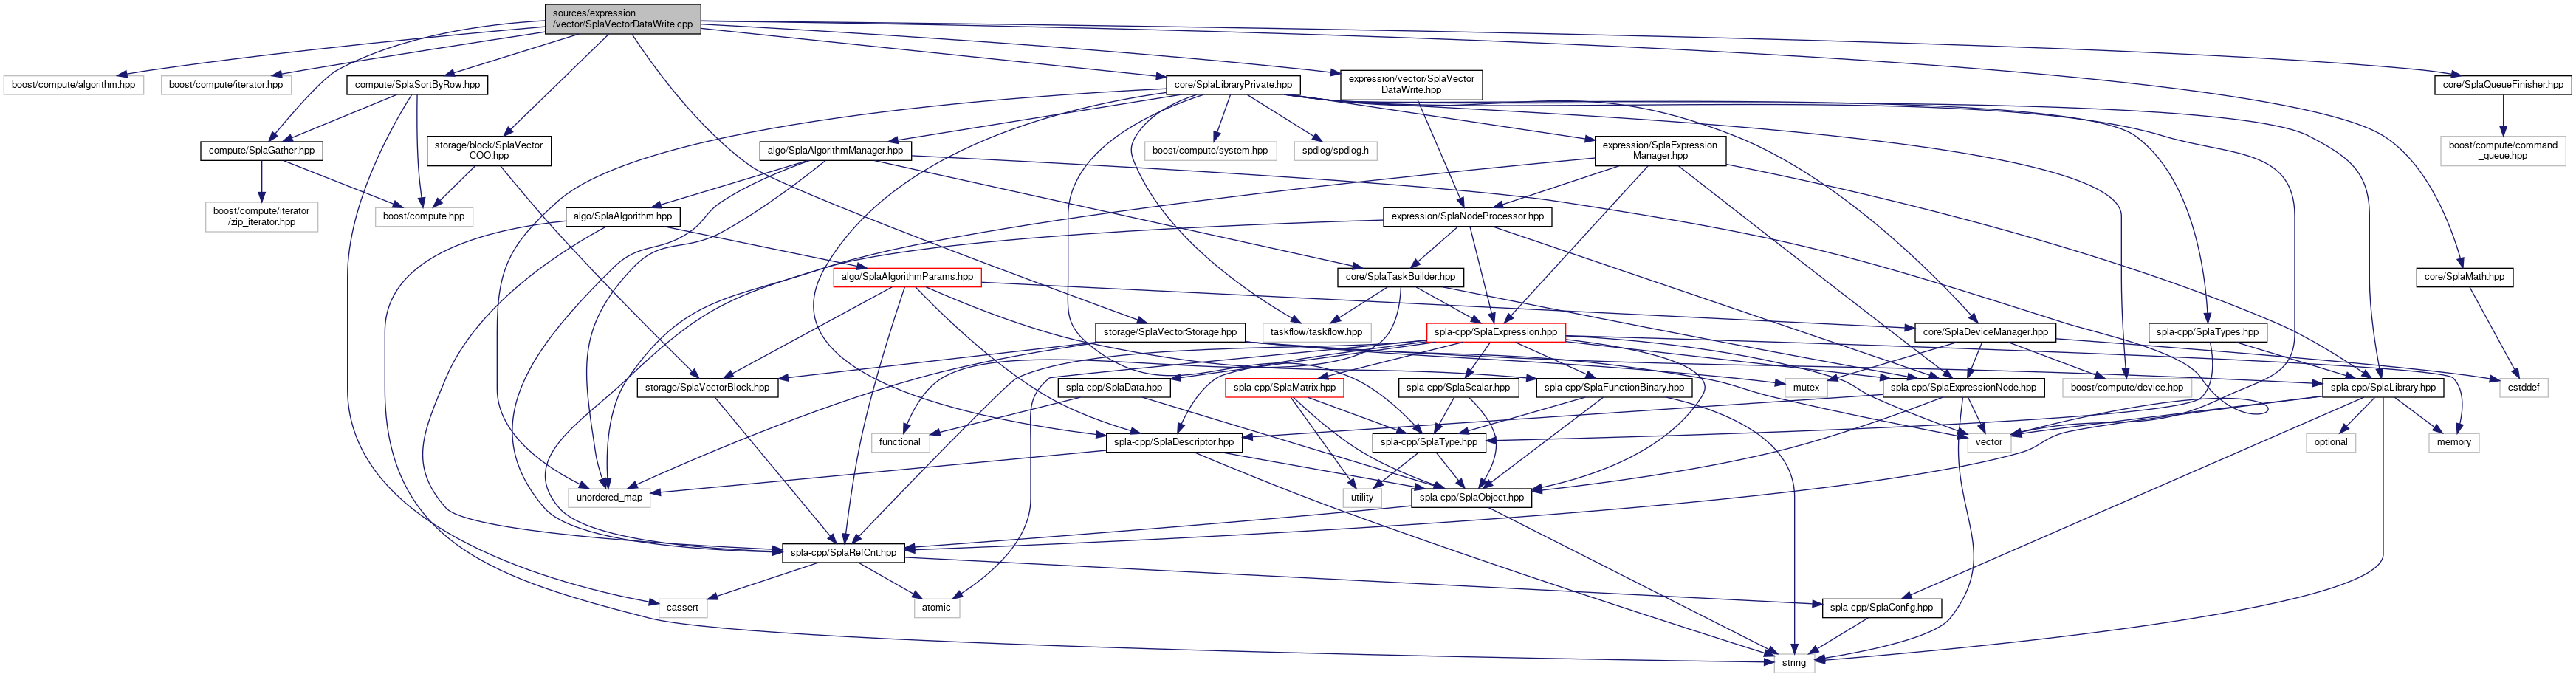 sources/expression
/vector/SplaVectorDataWrite.cpp
boost/compute/algorithm.hpp
boost/compute/iterator.hpp
compute/SplaSortByRow.hpp
core/SplaLibraryPrivate.hpp
expression/vector/SplaVector
DataWrite.hpp
core/SplaQueueFinisher.hpp
compute/SplaGather.hpp
storage/block/SplaVector
COO.hpp
algo/SplaAlgorithmManager.hpp
boost/compute/system.hpp
spdlog/spdlog.h
expression/SplaExpression
Manager.hpp
boost/compute/command
_queue.hpp
boost/compute/iterator
/zip_iterator.hpp
boost/compute.hpp
algo/SplaAlgorithm.hpp
expression/SplaNodeProcessor.hpp
algo/SplaAlgorithmParams.hpp
core/SplaTaskBuilder.hpp
core/SplaMath.hpp
storage/SplaVectorStorage.hpp
taskflow/taskflow.hpp
spla-cpp/SplaExpression.hpp
core/SplaDeviceManager.hpp
spla-cpp/SplaTypes.hpp
storage/SplaVectorBlock.hpp
spla-cpp/SplaData.hpp
spla-cpp/SplaMatrix.hpp
spla-cpp/SplaScalar.hpp
spla-cpp/SplaFunctionBinary.hpp
mutex
spla-cpp/SplaExpressionNode.hpp
boost/compute/device.hpp
spla-cpp/SplaLibrary.hpp
cstddef
functional
spla-cpp/SplaDescriptor.hpp
spla-cpp/SplaType.hpp
vector
optional
memory
unordered_map
utility
spla-cpp/SplaObject.hpp
spla-cpp/SplaRefCnt.hpp
cassert
atomic
spla-cpp/SplaConfig.hpp
string